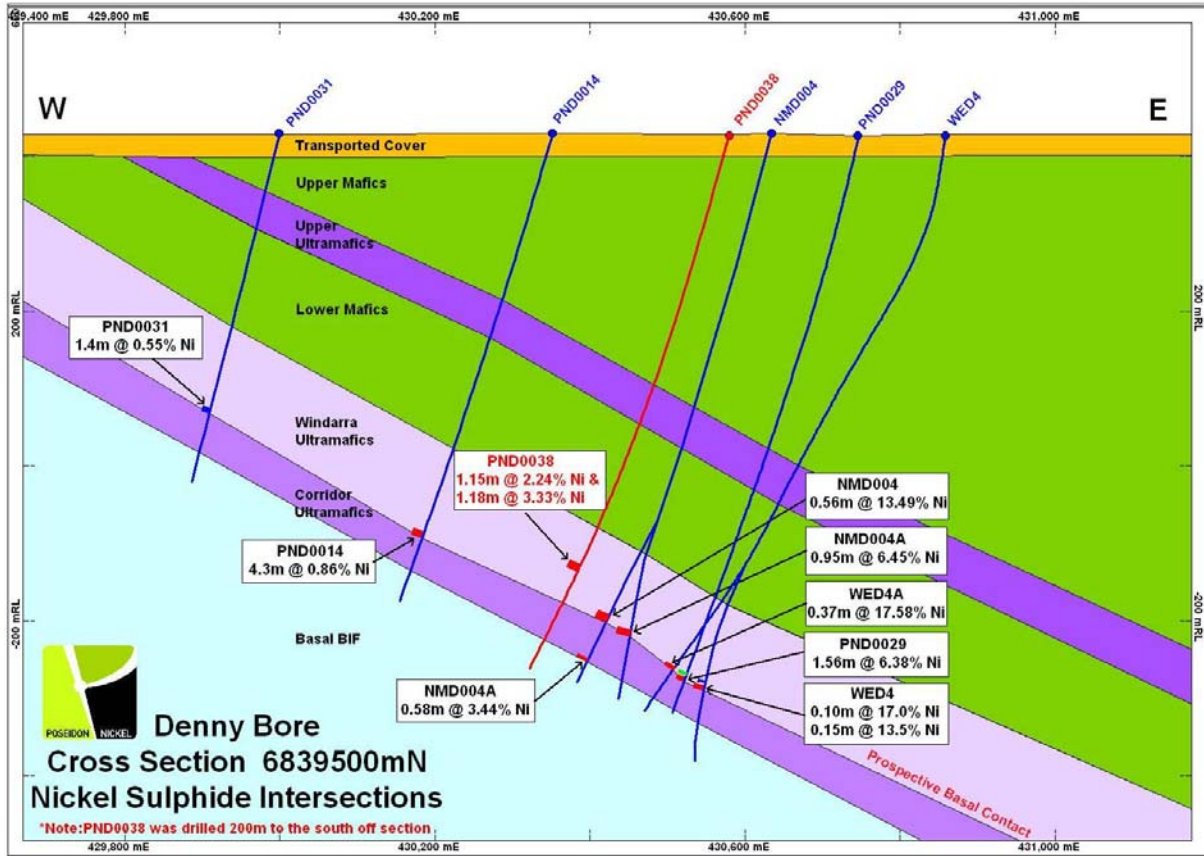 429,400 mE
429,800 mE
430,200 mE
430,600 mE
431,000 mE
W
PND0031
PND0014
PND0038
NMD004
PND0029
WED4
E
Transported Cover
Upper Mafics
Upper
Ultramafics
Lower Mafics
200 mRL
200 mRL
PND0031
1.4m @ 0.55% Ni
Windarra
Ultramafics
PND0038
1.15m @ 2.24% Ni &
1.18m @ 3.33% Ni
Corridor
Ultramafics
NMD004
0.56m @ 13.49% Ni
PND0014
4.3m @ 0.86% Ni
NMD004A
0.95m @ 6.45% Ni
WED4A
0.37m @ 17.58% Ni
-200 mRL
-200 mRL
Basal BIF
PND0029
1.56m @ 6.38% Ni
NMD004A
0.58m @ 3.44% Ni
WED4
0.10m @ 17.0% Ni
0.15m @ 13.5% Ni
POSEIDON NICKEL
Denny Bore
Cross Section 6839500mN
Nickel Sulphide Intersections
*Note:PND0038 was drilled 200m to the south off section
Prospective Basal Contact
429,800 mE
430,200 mE
430,600 mE
431,000 mE